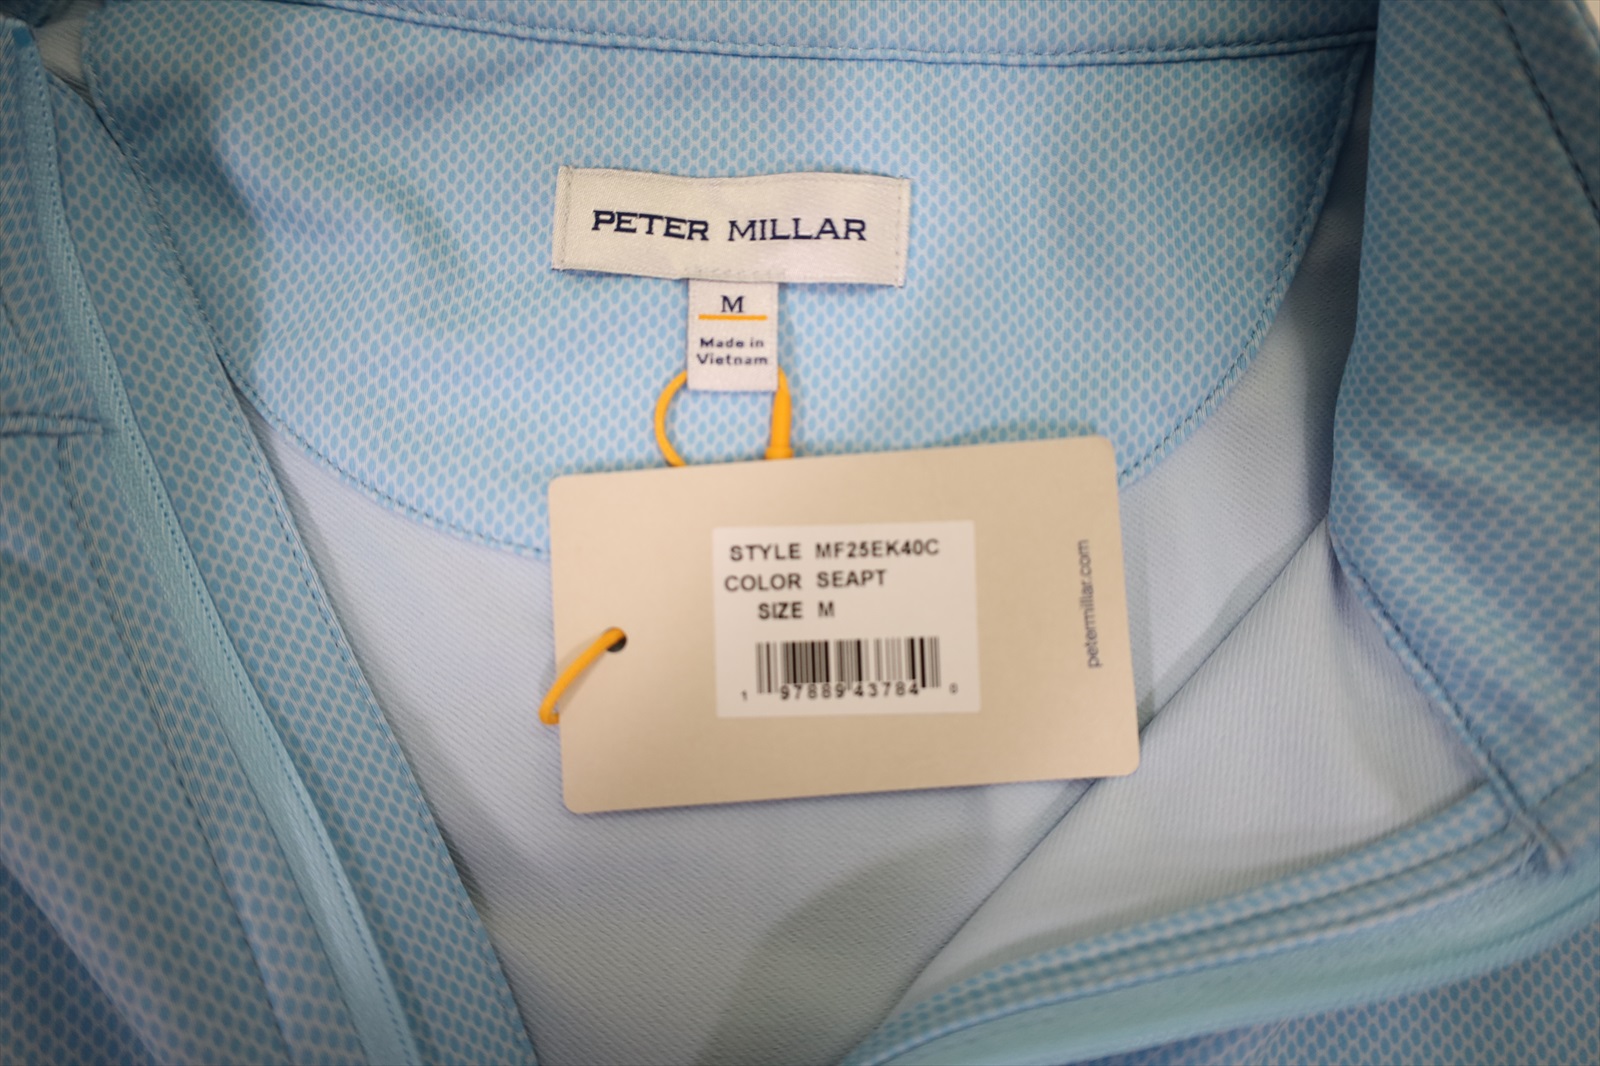 PETER MILLAR
M
Made in
Vietnam
STYLE MF25EK40C
COLOR SEAPT
SIZE M
1 97889 43784 0
petermillar.com